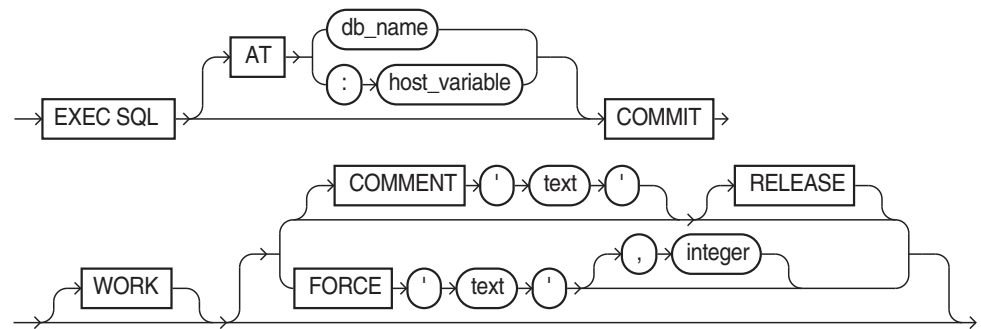 db_name
AT
: host_variable
EXEC SQL COMMIT
COMMENT ' text ' RELEASE
, integer
WORK FORCE ' text '